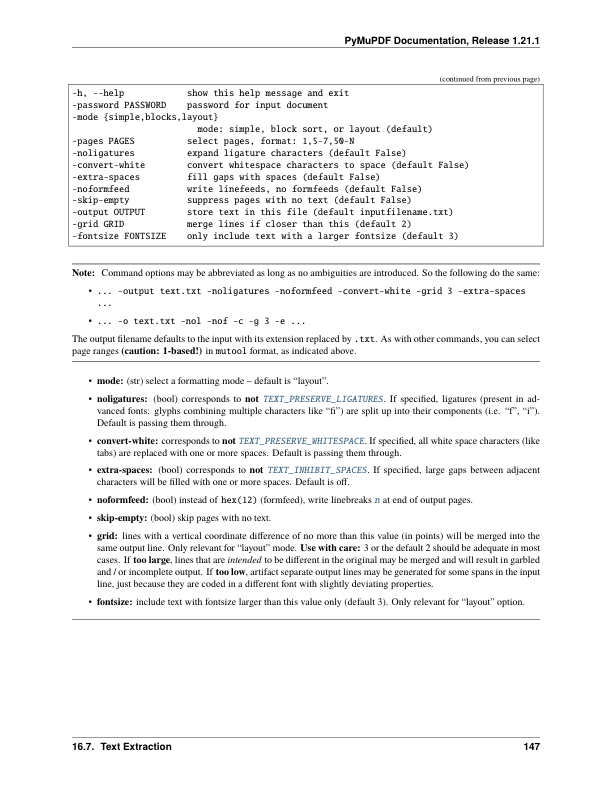 PyMuPDF Documentation, Release 1.21.1
(continued from previous page)
-h, --help show this help message and exit
-password PASSWORD password for input document
-mode {simple,blocks,layout}
mode: simple, block sort, or layout (default)
-pages PAGES select pages, format: 1,5-7,50-N
-noligatures expand ligature characters (default False)
-convert-white convert whitespace characters to space (default False)
-extra-spaces fill gaps with spaces (default False)
-noformfeed write linefeeds, no formfeeds (default False)
-skip-empty suppress pages with no text (default False)
-output OUTPUT store text in this file (default inputfilename.txt)
-grid GRID merge lines if closer than this (default 2)
-fontsize FONTSIZE only include text with a larger fontsize (default 3)
Note: Command options may be abbreviated as long as no ambiguities are introduced. So the following do the same:
• ... -output text.txt -noligatures -noformfeed -convert-white -grid 3 -extra-spaces
...
• ... -o text.txt -nol -nof -c -g 3 -e ...
The output filename defaults to the input with its extension replaced by .txt. As with other commands, you can select
page ranges (caution: 1-based!) in mutool format, as indicated above.
• mode: (str) select a formatting mode – default is “layout”.
• noligatures: (bool) corresponds to not TEXT_PRESERVE_LIGATURES. If specified, ligatures (present in ad-
vanced fonts: glyphs combining multiple characters like “fi”) are split up into their components (i.e. “f”, “i”).
Default is passing them through.
• convert-white: corresponds to not TEXT_PRESERVE_WHITESPACE. If specified, all white space characters (like
tabs) are replaced with one or more spaces. Default is passing them through.
• extra-spaces: (bool) corresponds to not TEXT_INHIBIT_SPACES. If specified, large gaps between adjacent
characters will be filled with one or more spaces. Default is off.
• noformfeed: (bool) instead of hex(12) (formfeed), write linebreaks n at end of output pages.
• skip-empty: (bool) skip pages with no text.
• grid: lines with a vertical coordinate difference of no more than this value (in points) will be merged into the
same output line. Only relevant for “layout” mode. Use with care: 3 or the default 2 should be adequate in most
cases. If too large, lines that are intended to be different in the original may be merged and will result in garbled
and / or incomplete output. If too low, artifact separate output lines may be generated for some spans in the input
line, just because they are coded in a different font with slightly deviating properties.
• fontsize: include text with fontsize larger than this value only (default 3). Only relevant for “layout” option.
16.7. Text Extraction 147